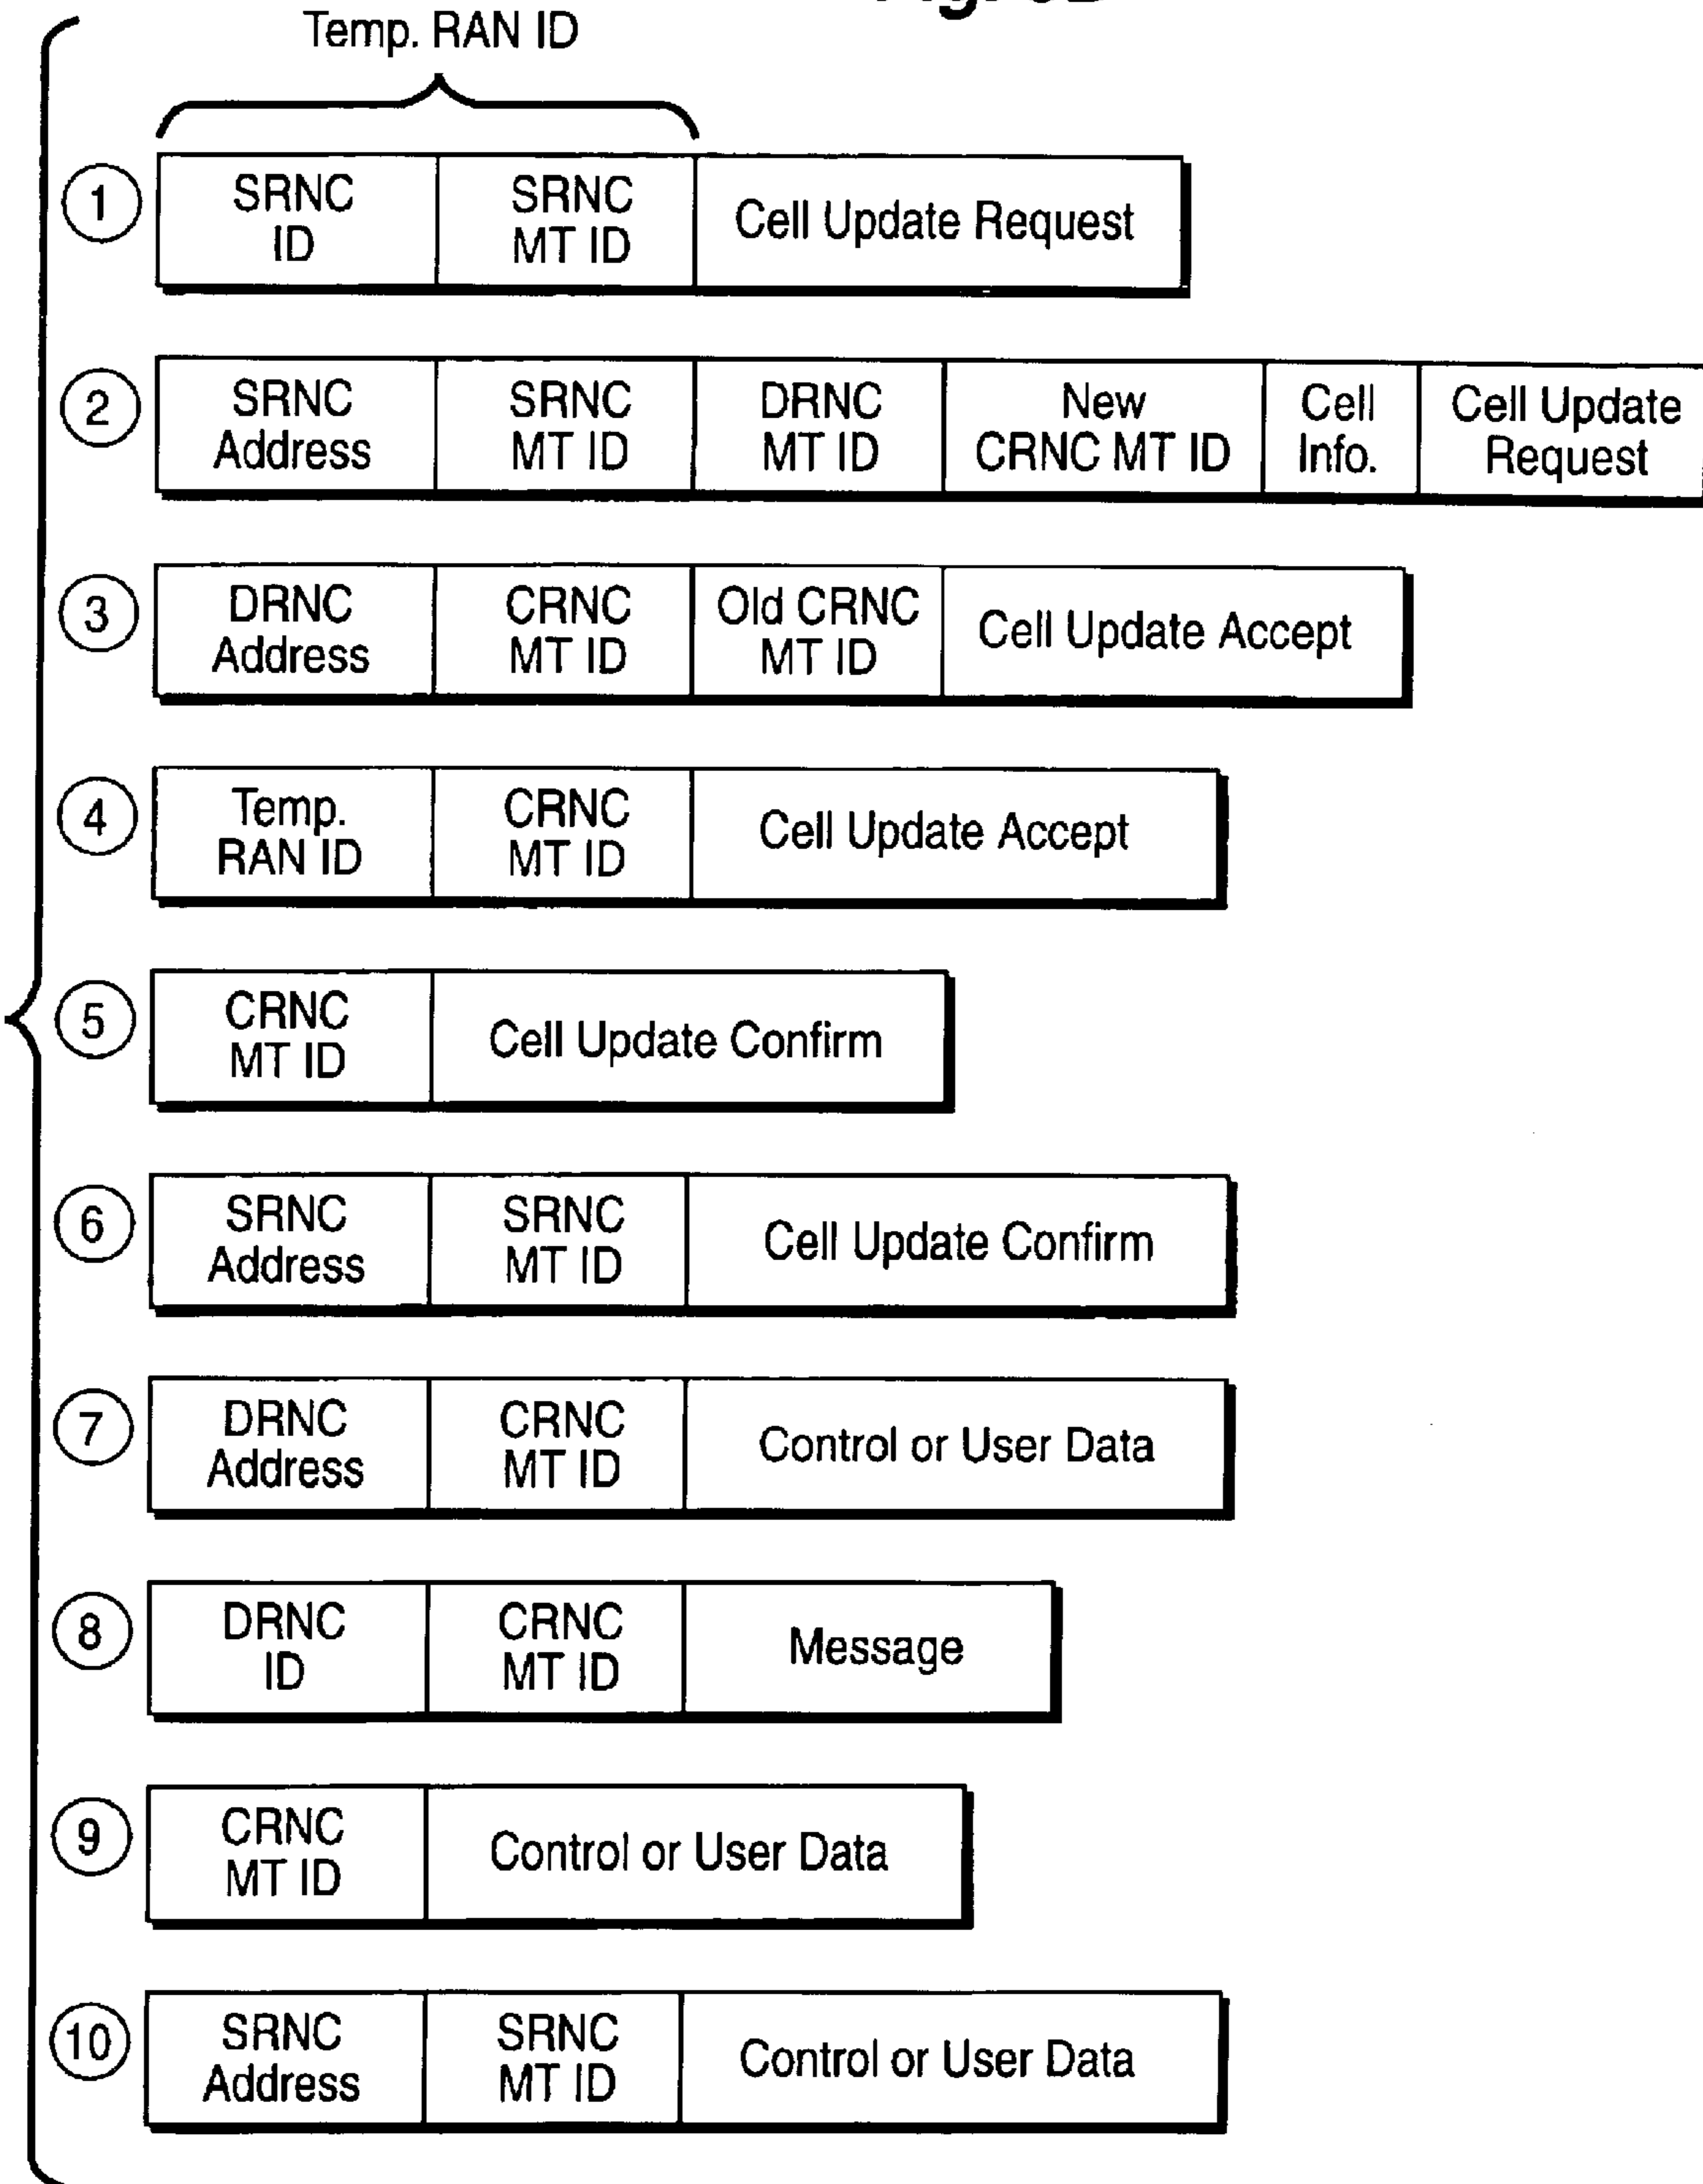 Temp. RAN ID
1
SRNC
ID
SRNC
MT ID
Cell Update Request
2
SRNC
Address
SRNC
MT ID
DRNC
MT ID
New
CRNC MT ID
Cell
Info.
Cell Update
Request
3
DRNC
Address
CRNC
MT ID
Old CRNC
MT ID
Cell Update Accept
4
Temp.
RAN ID
CRNC
MT ID
Cell Update Accept
5
CRNC
MT ID
Cell Update Confirm
6
SRNC
Address
SRNC
MT ID
Cell Update Confirm
7
DRNC
Address
CRNC
MT ID
Control or User Data
8
DRNC
ID
CRNC
MT ID
Message
9
CRNC
MT ID
Control or User Data
10
SRNC
Address
SRNC
MT ID
Control or User Data